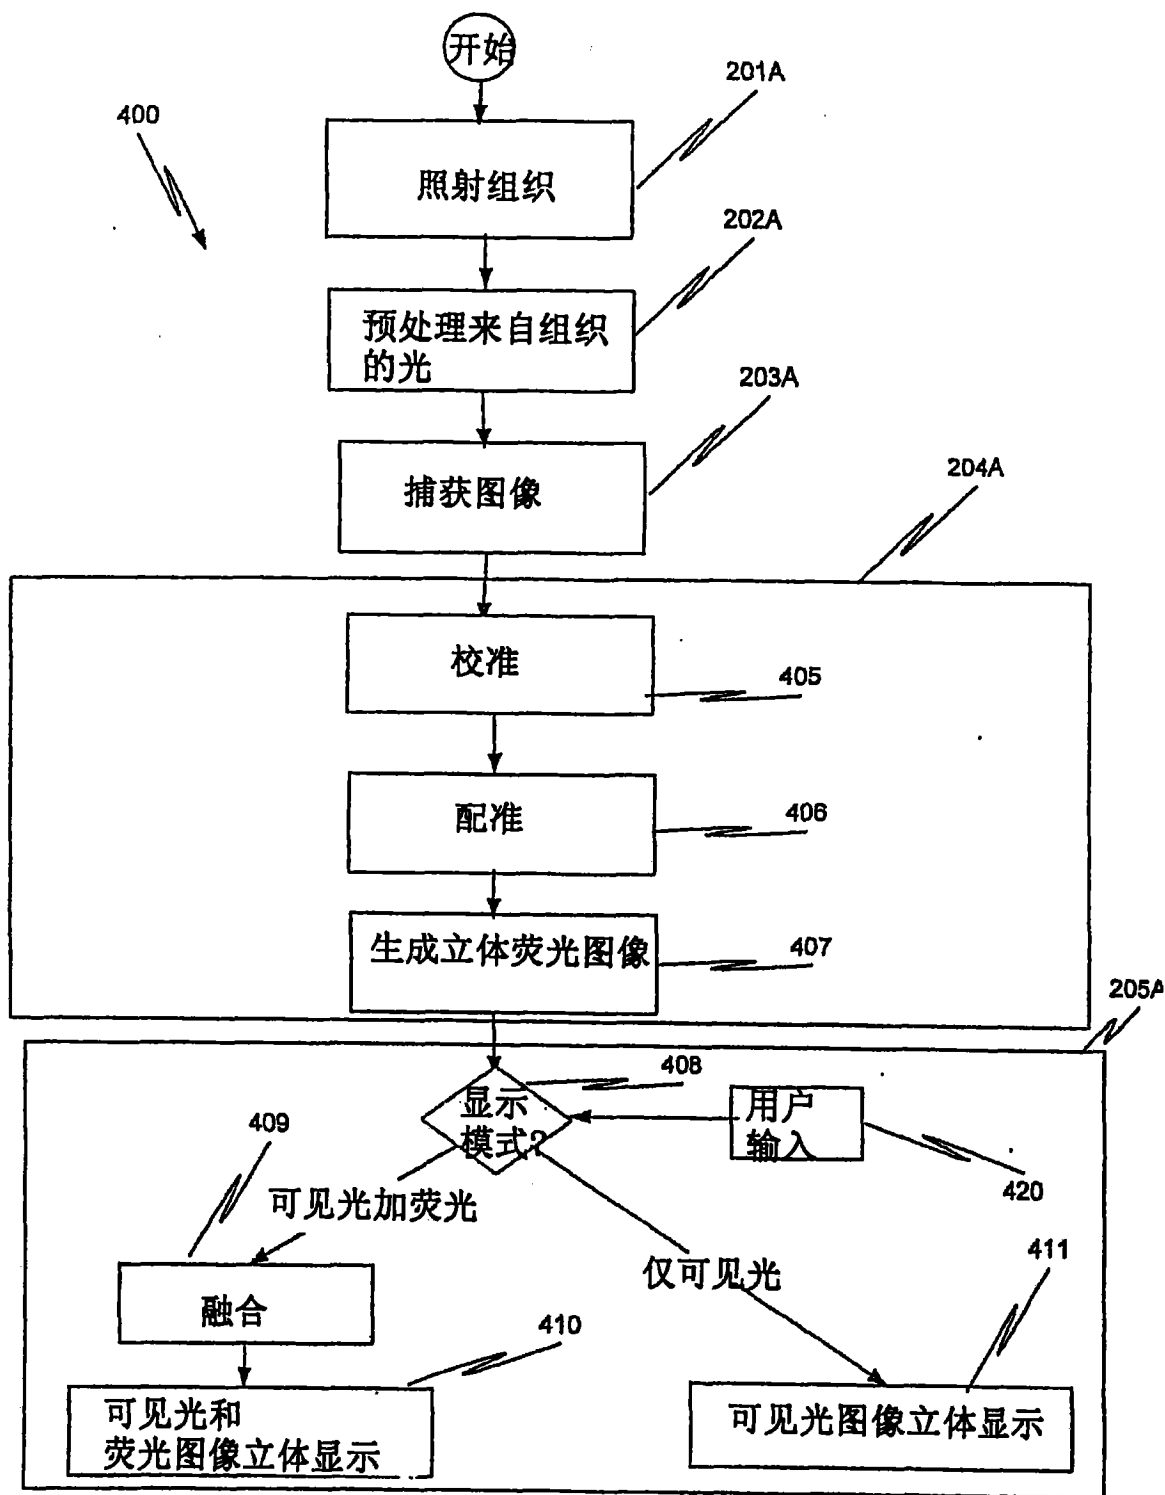 开始
201A
400
照射组织
202A
预处理来自组织
的光
203A
捕获图像
204A
校准
405
配准
406
生成立体荧光图像
407
205A
408
显示
模式?
用户
输入
409
420
可见光加荧光
仅可见光
411
融合
410
可见光和
荧光图像立体显示
可见光图像立体显示